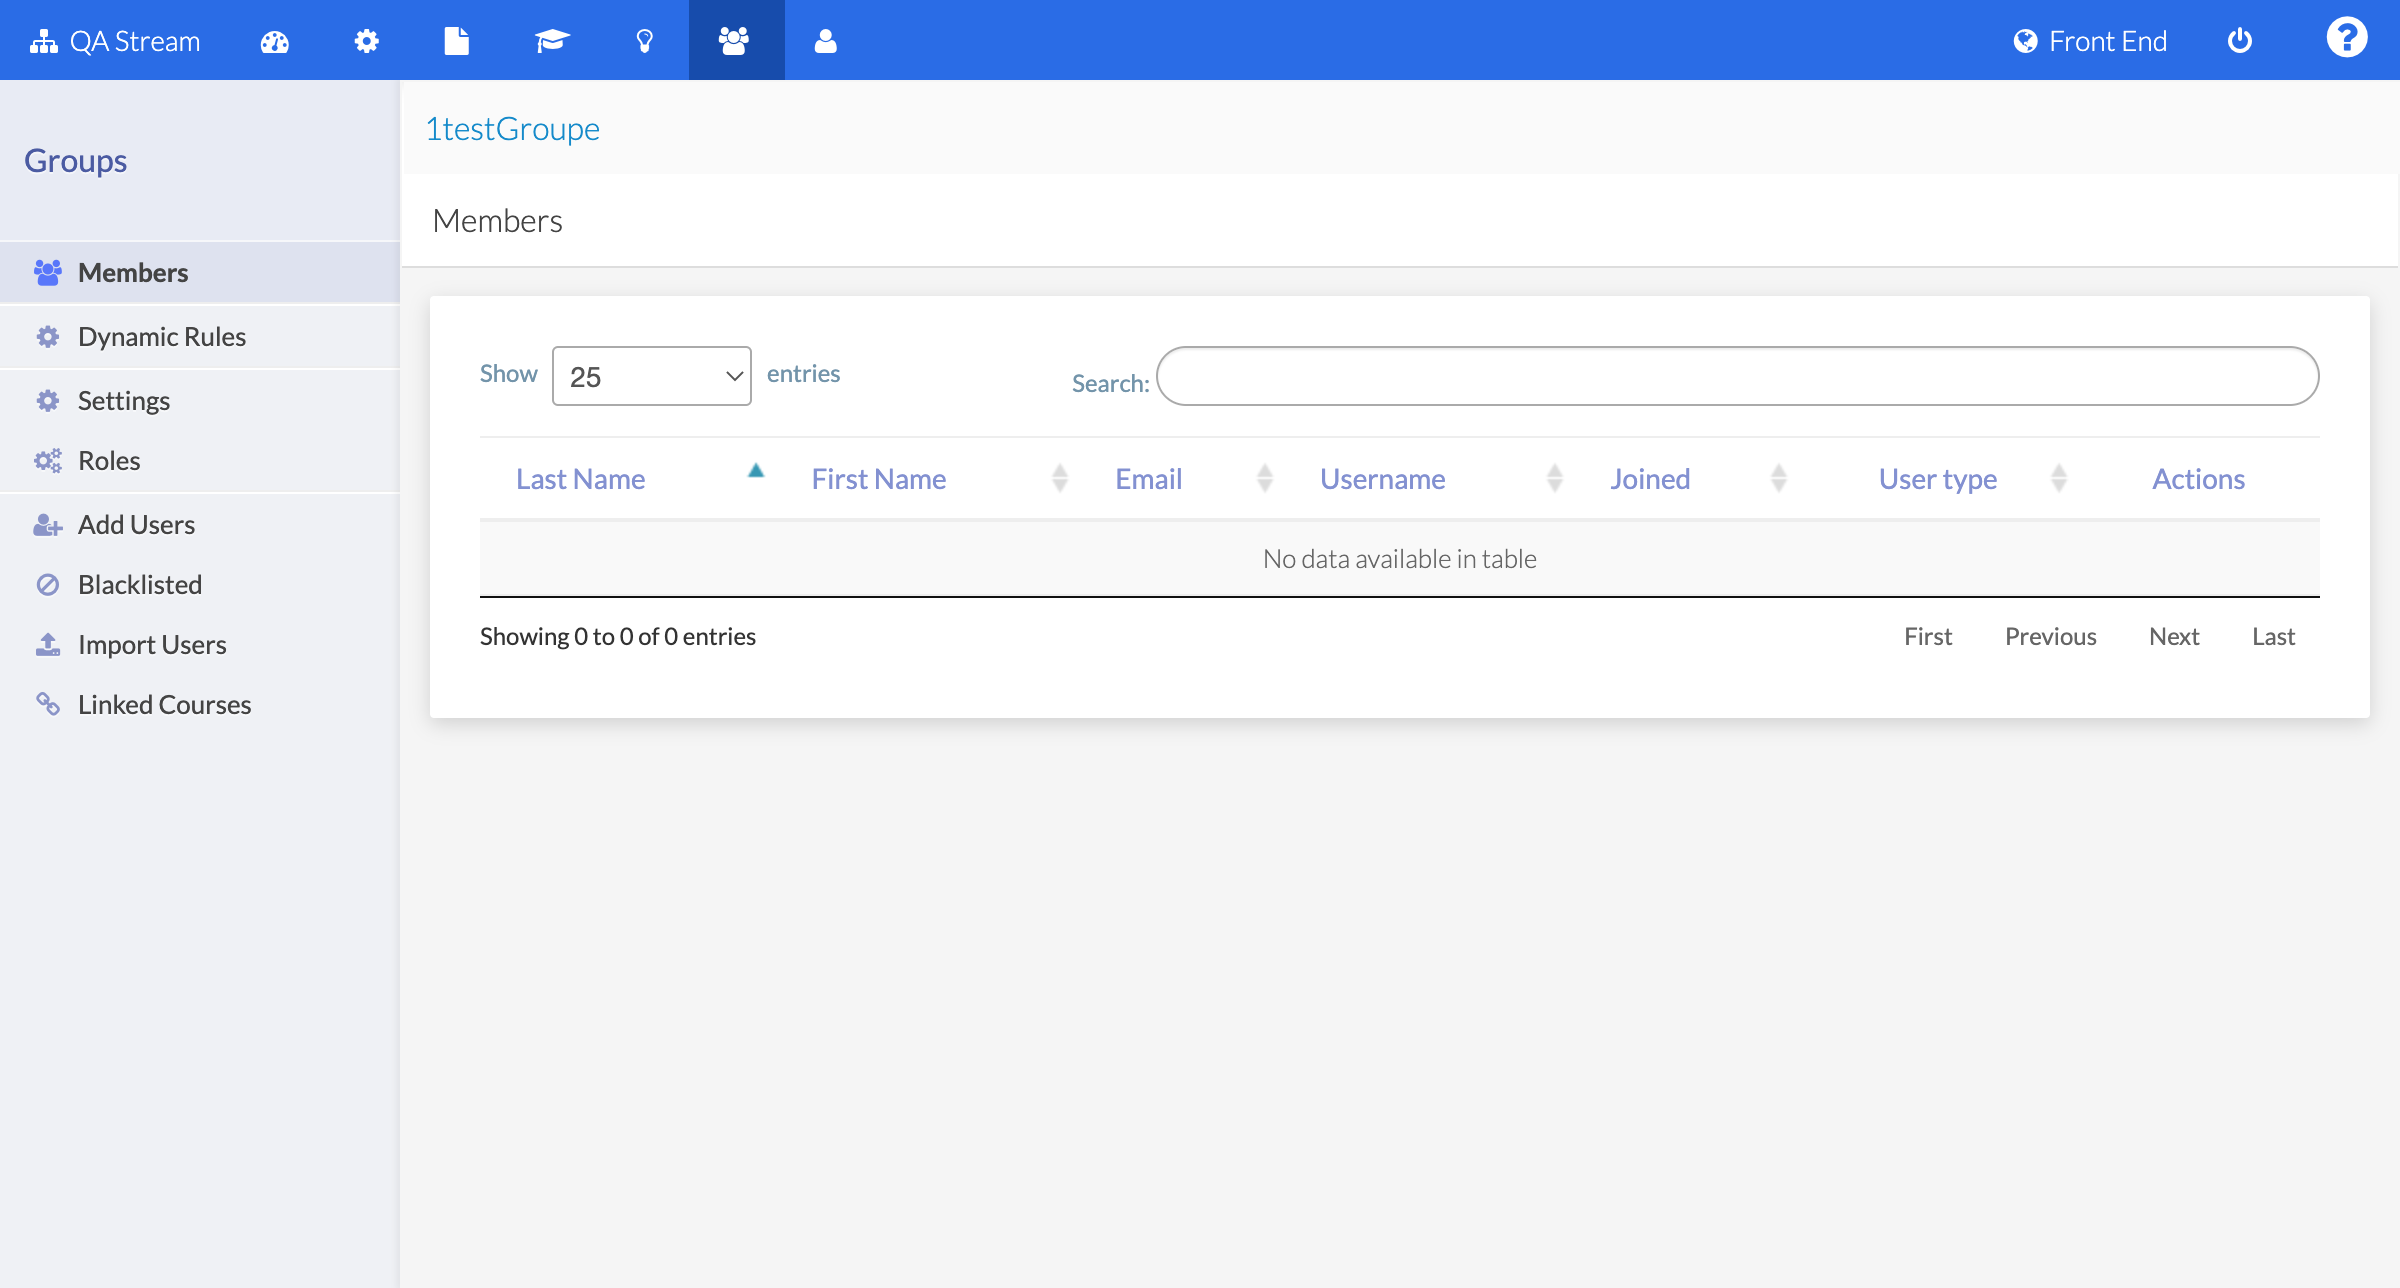 QA Stream
Front End
Groups
Members
Dynamic Rules
Settings
Roles
Add Users
Blacklisted
Import Users
Linked Courses
1testGroupe
Members
Show 25 entries
Search:
Last Name First Name Email Username Joined User type Actions
No data available in table
Showing 0 to 0 of 0 entries
First Previous Next Last